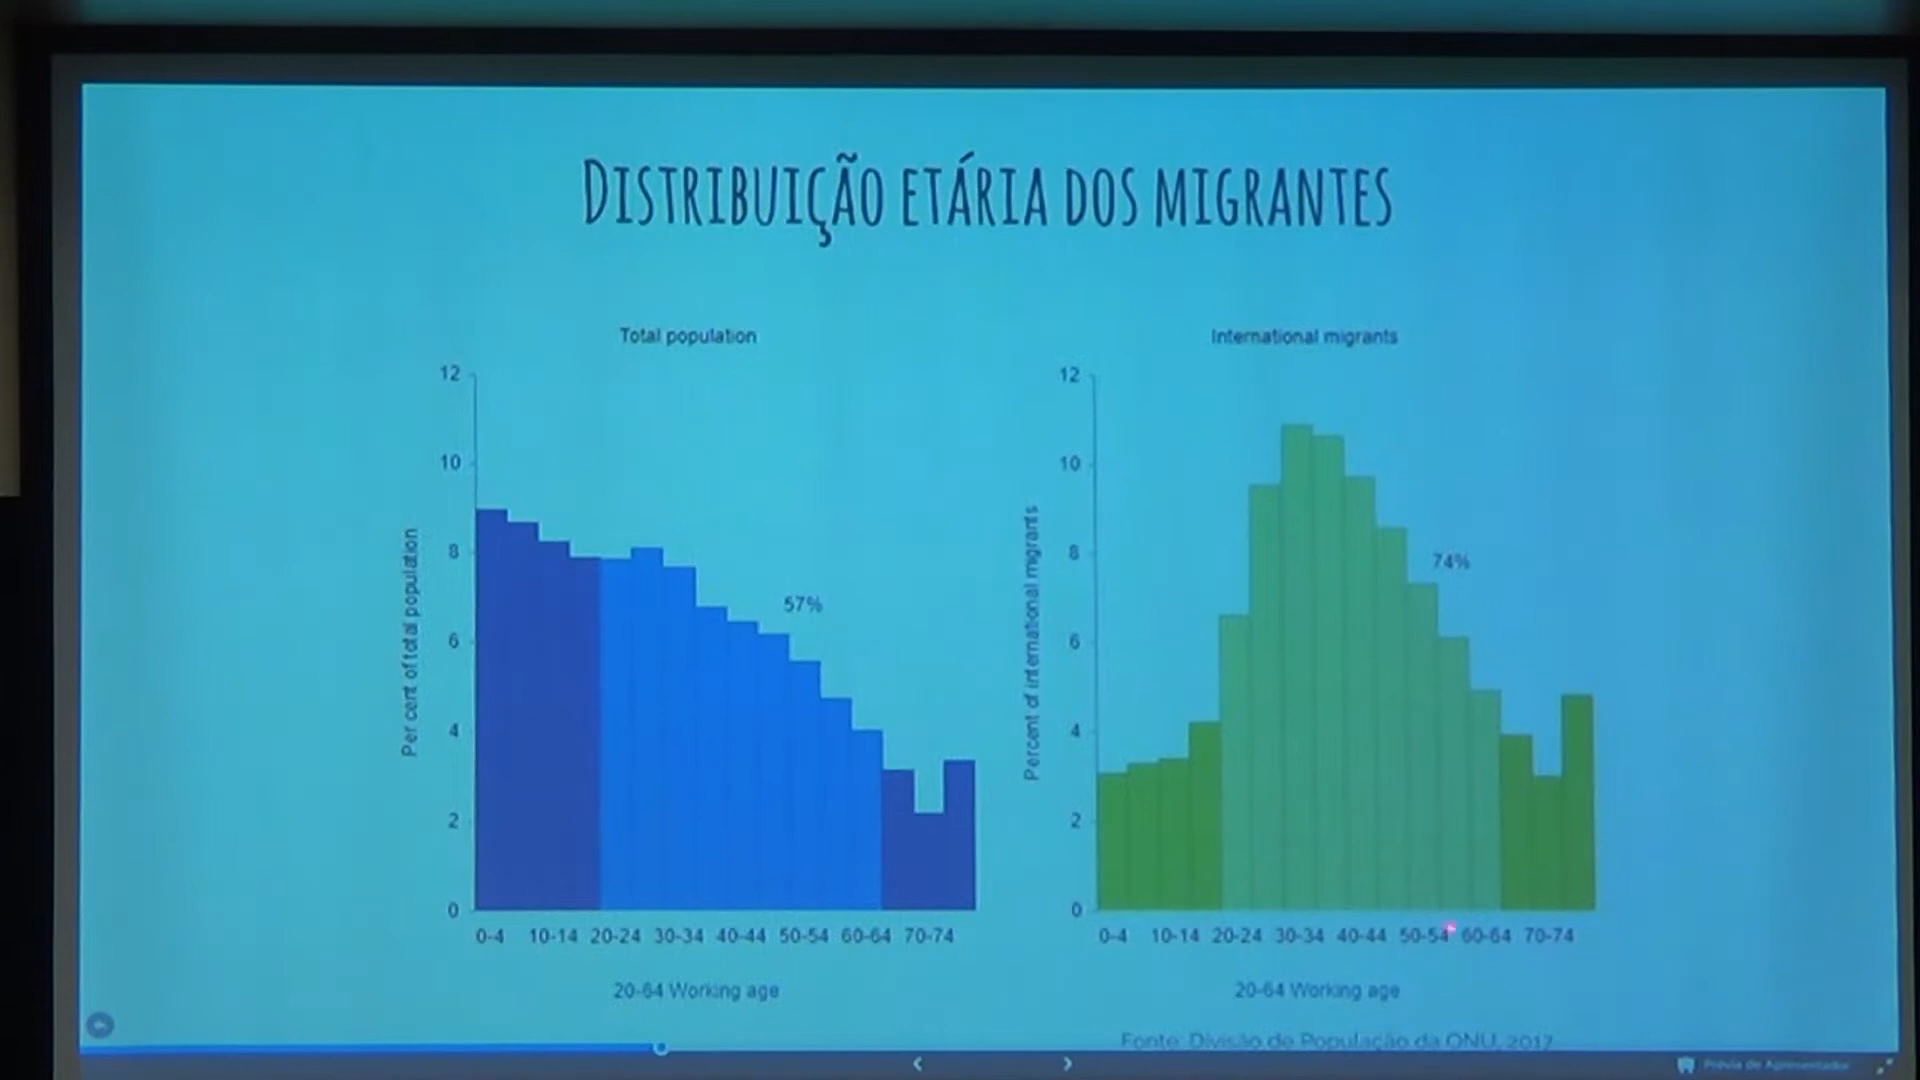 Distribuição etária dos migrantes
Total population
International migrants
12
10
8
6
4
2
0
Per cent of total population
57%
0-4 10-14 20-24 30-34 40-44 50-54 60-64 70-74
20-64 Working age
12
10
8
6
4
2
0
Percent of international migrants
74%
0-4 10-14 20-24 30-34 40-44 50-54 60-64 70-74
20-64 Working age
Fonte: Divisão de População da ONU, 2017
Prévia de Apresentador